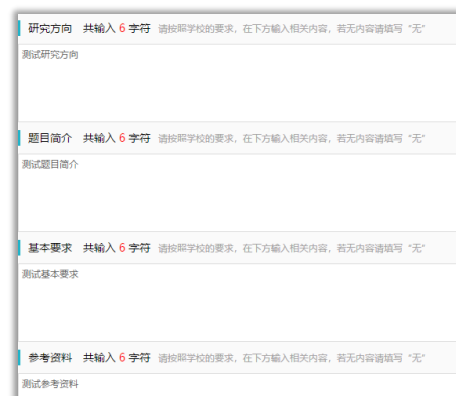 研究方向 共输入 6 字符 请按照学校的要求，在下方输入相关内容，若无内容请填写“无”
测试研究方向
题目简介 共输入 6 字符 请按照学校的要求，在下方输入相关内容，若无内容请填写“无”
测试题目简介
基本要求 共输入 6 字符 请按照学校的要求，在下方输入相关内容，若无内容请填写“无”
测试基本要求
参考资料 共输入 6 字符 请按照学校的要求，在下方输入相关内容，若无内容请填写“无”
测试参考资料